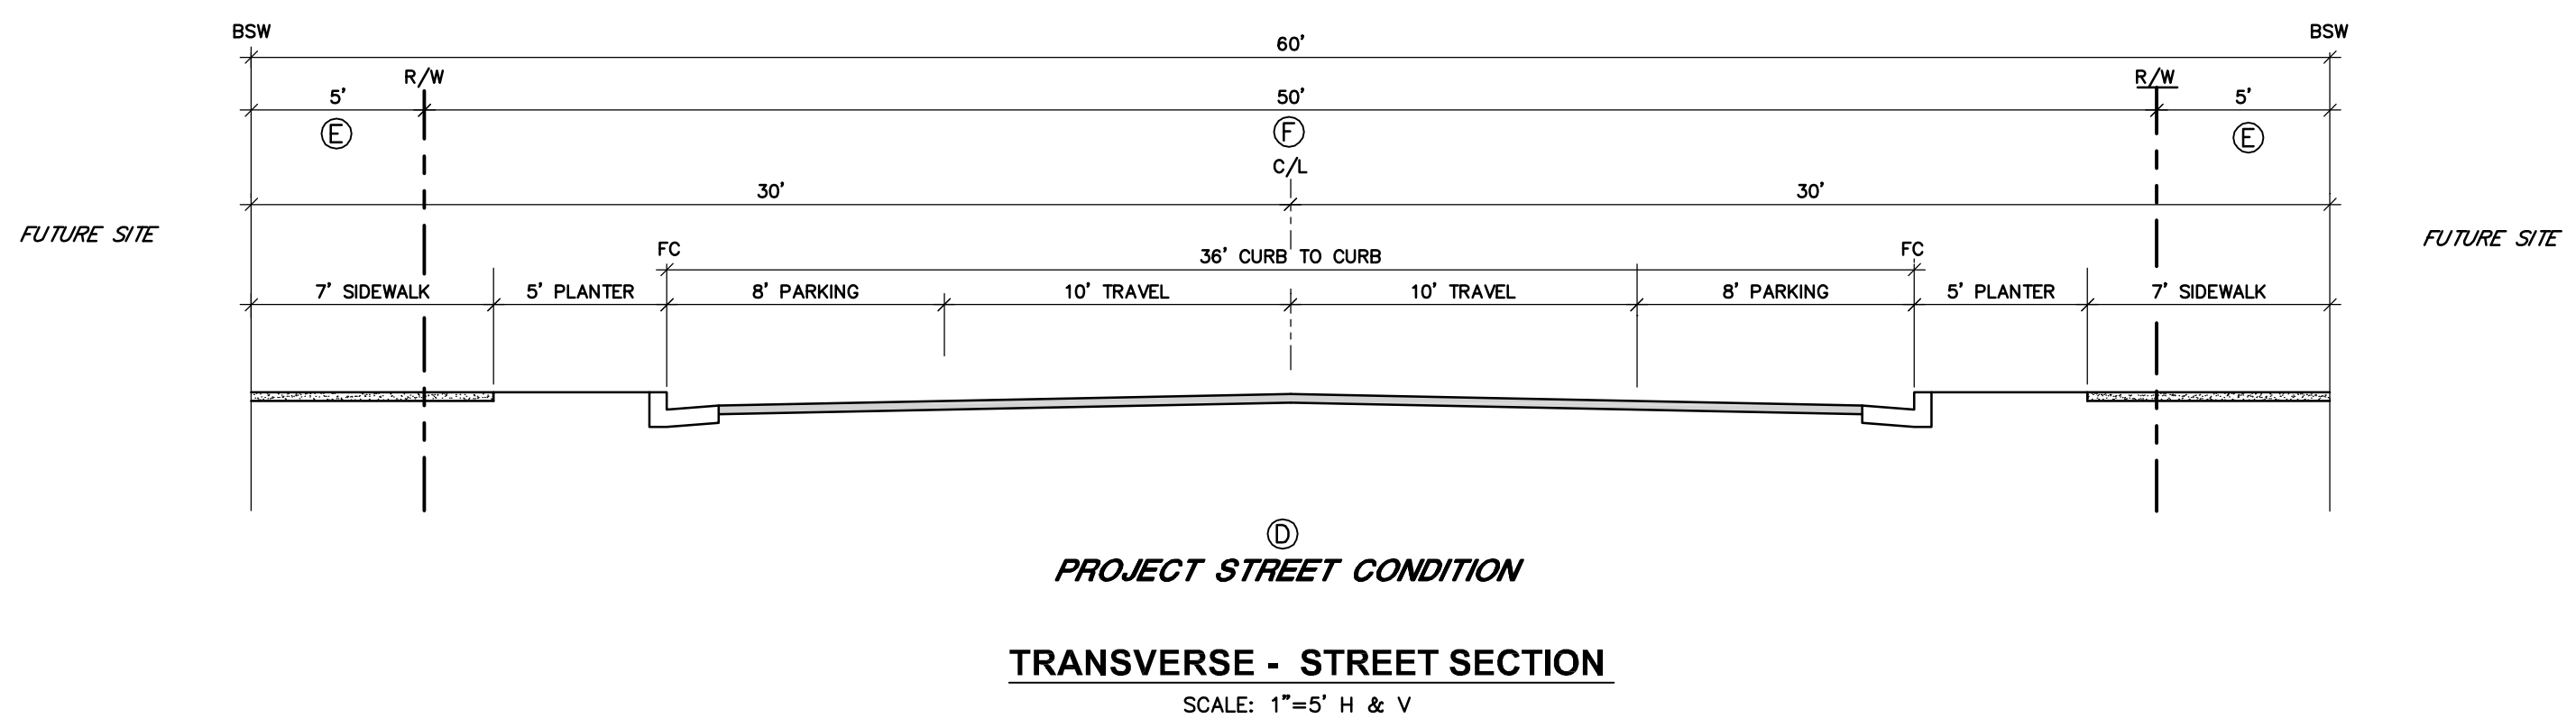 BSW
60'
BSW
R/W
R/W
5'
50'
5'
E
F
E
C/L
30'
30'
FUTURE SITE
FUTURE SITE
FC
36' CURB TO CURB
FC
7' SIDEWALK
5' PLANTER
8' PARKING
10' TRAVEL
10' TRAVEL
8' PARKING
5' PLANTER
7' SIDEWALK
D
PROJECT STREET CONDITION
TRANSVERSE - STREET SECTION
SCALE: 1"=5' H & V